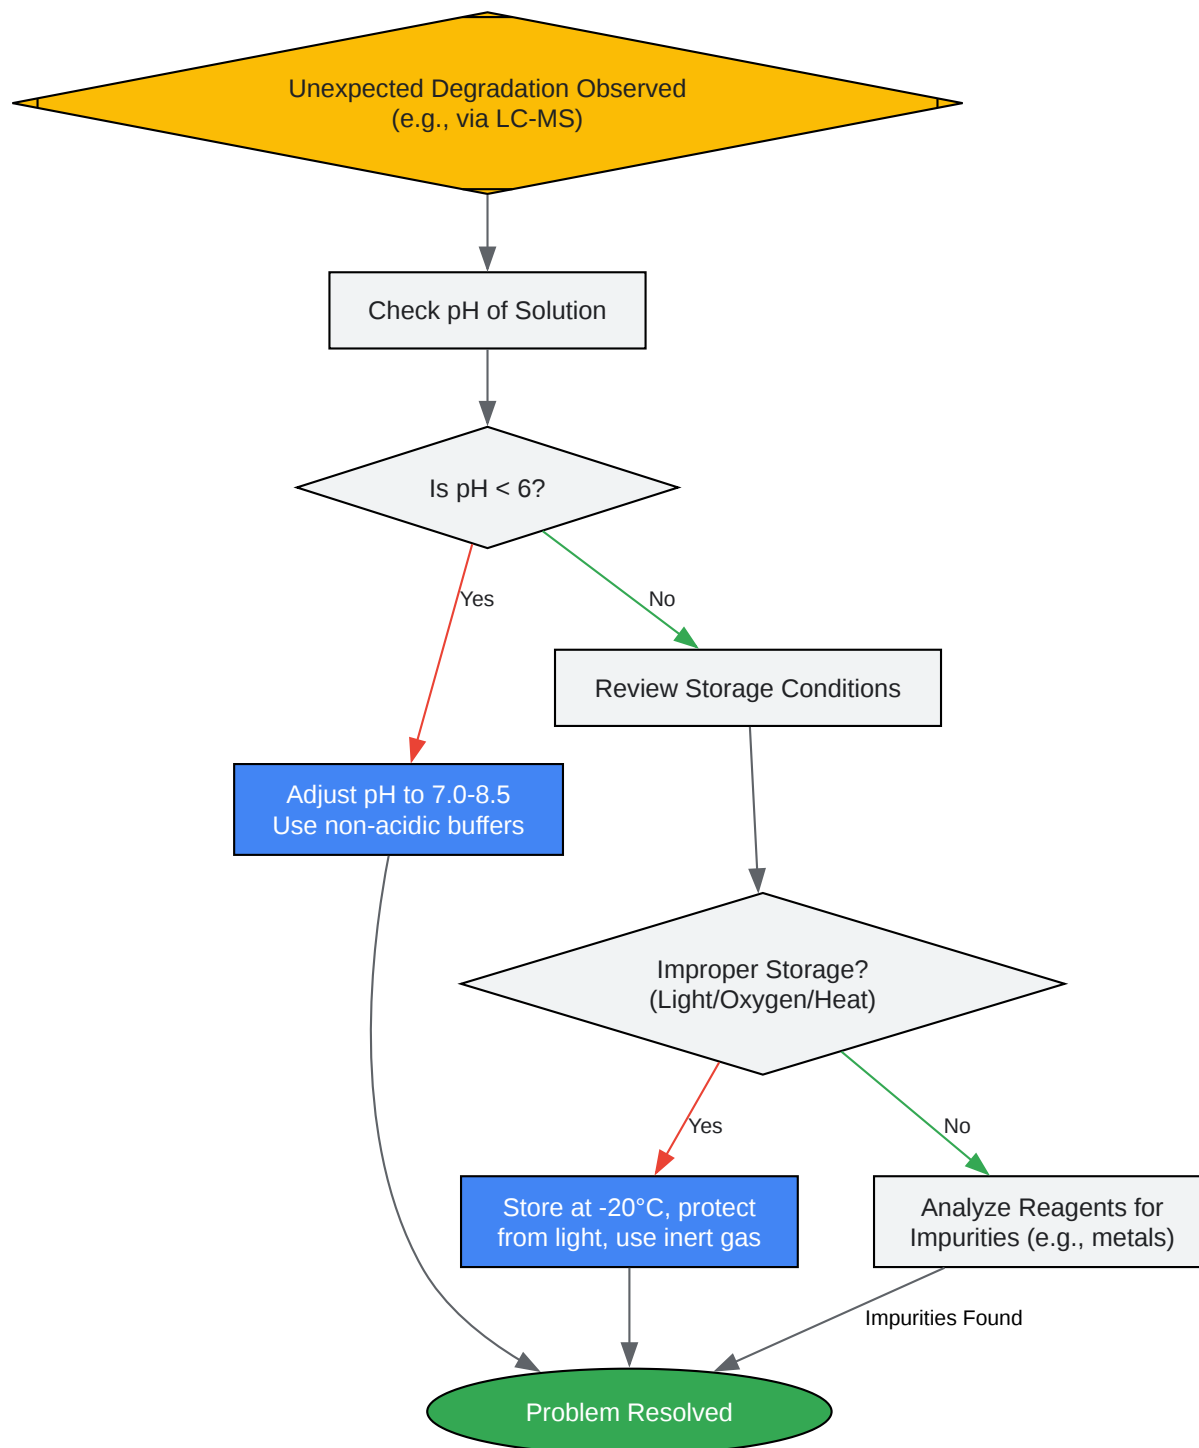 Unexpected Degradation Observed
(e.g., via LC-MS)
Check pH of Solution
Is pH < 6?
Yes
No
Review Storage Conditions
Adjust pH to 7.0-8.5
Use non-acidic buffers
Improper Storage?
(Light/Oxygen/Heat)
Yes
No
Store at -20°C, protect
from light, use inert gas
Analyze Reagents for
Impurities (e.g., metals)
Impurities Found
Problem Resolved